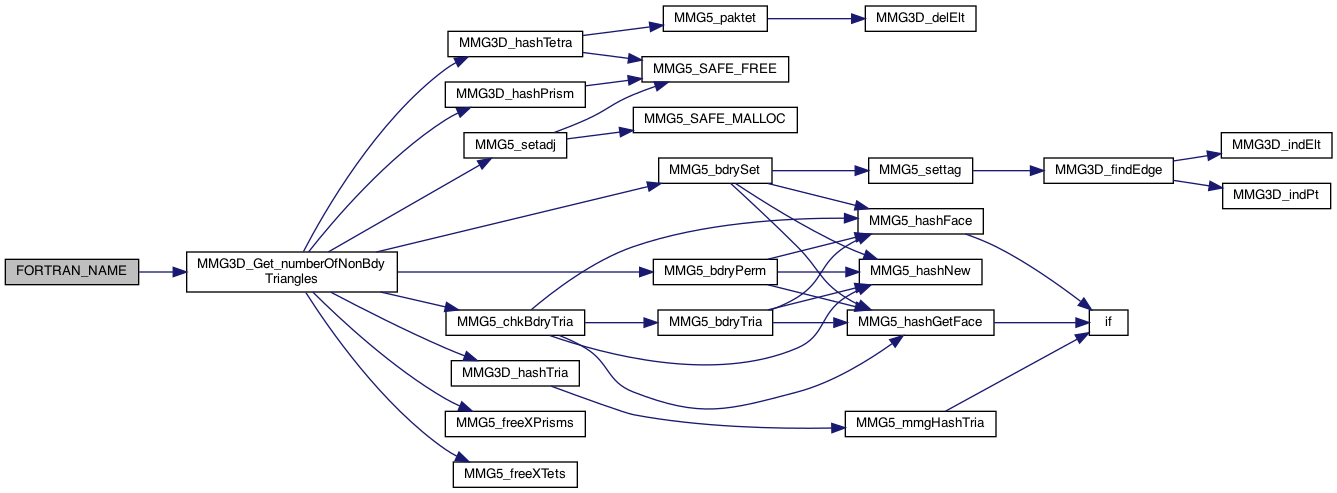 MMG5_paktet
MMG3D_delElt
MMG3D_hashTetra
MMG5_SAFE_FREE
MMG3D_hashPrism
MMG5_SAFE_MALLOC
MMG5_setadj
MMG3D_indElt
MMG5_bdrySet
MMG5_settag
MMG3D_findEdge
MMG3D_indPt
MMG5_hashFace
FORTRAN_NAME
MMG3D_Get_numberOfNonBdy
Triangles
MMG5_bdryPerm
MMG5_hashNew
MMG5_chkBdryTria
MMG5_bdryTria
MMG5_hashGetFace
if
MMG3D_hashTria
MMG5_freeXPrisms
MMG5_mmgHashTria
MMG5_freeXTets